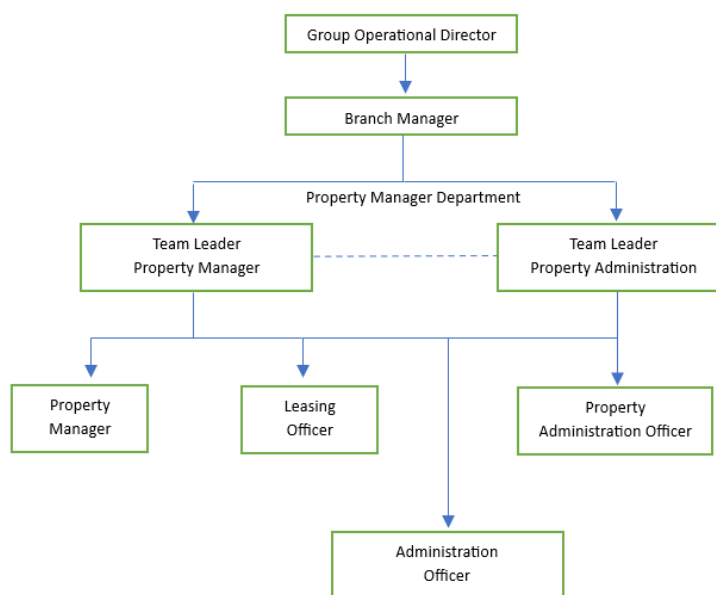 Group Operational Director
Branch Manager
Property Manager Department
Team Leader
Property Manager
Team Leader
Property Administration
Property
Manager
Leasing
Officer
Property
Administration Officer
Administration
Officer